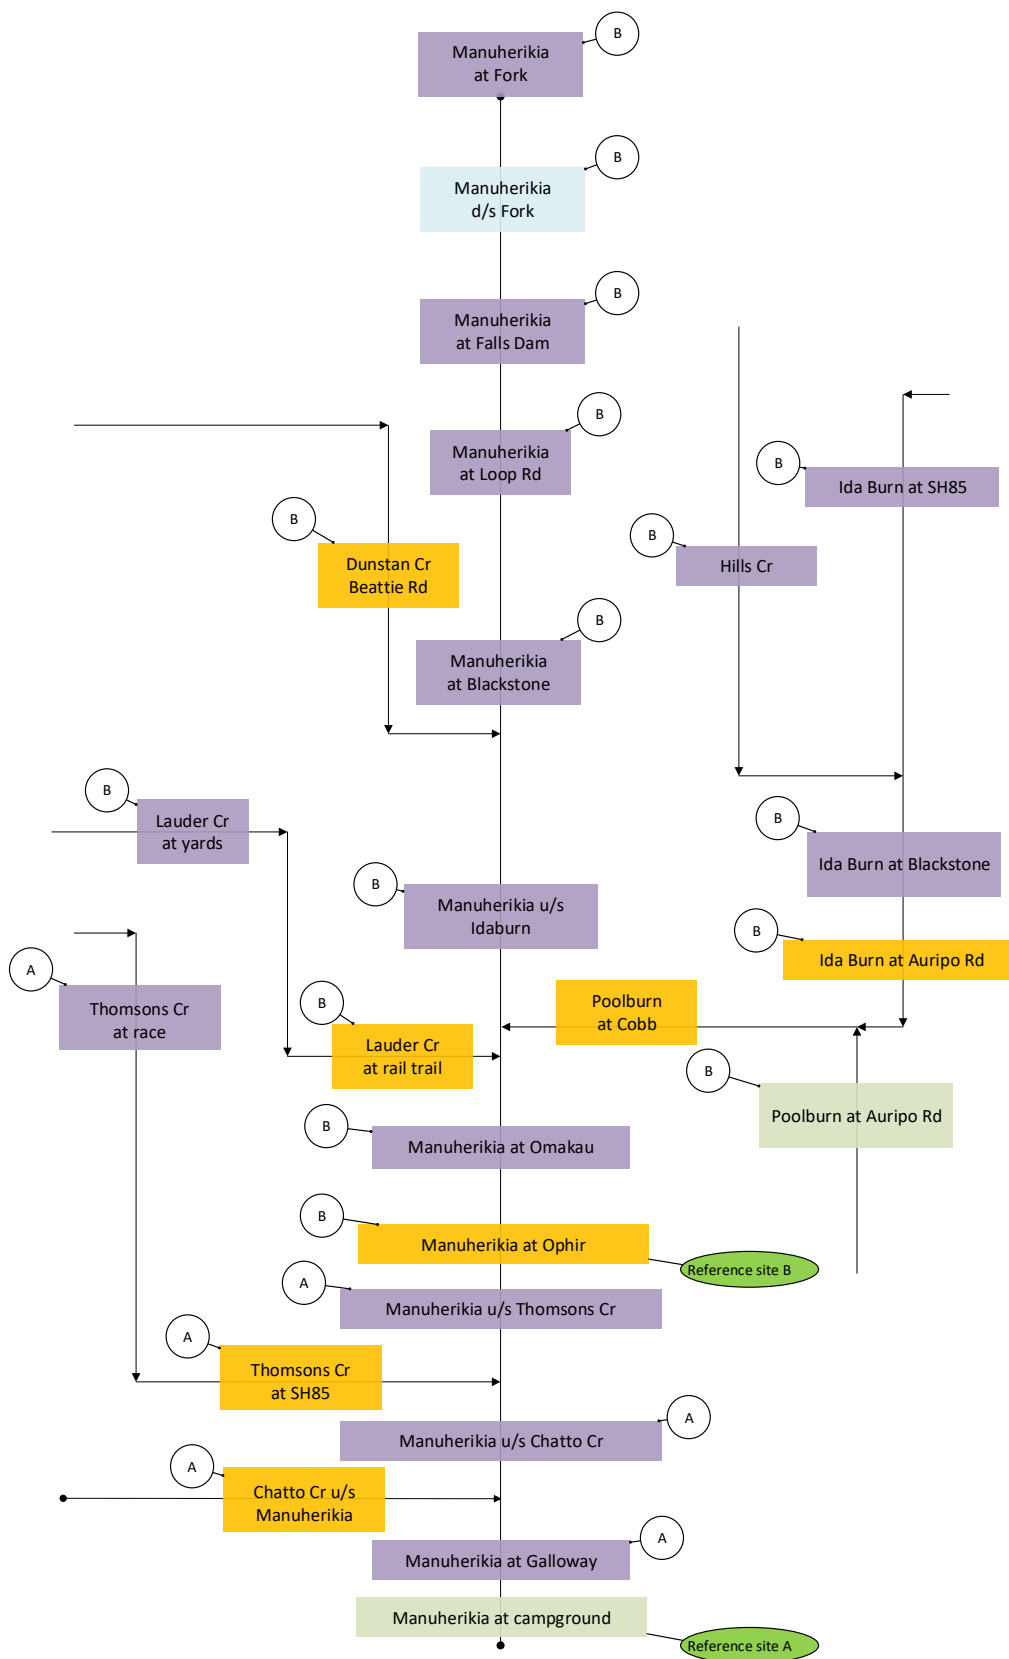 B
Manuherikia
at Fork
B
Manuherikia
d/s Fork
B
Manuherikia
at Falls Dam
B
Manuherikia
at Loop Rd
B
Ida Burn at SH85
B
Dunstan Cr
Beattie Rd
B
Hills Cr
B
Manuherikia
at Blackstone
B
Lauder Cr
at yards
B
Ida Burn at Blackstone
B
Manuherikia u/s
Idaburn
B
Ida Burn at Auripo Rd
A
Thomsons Cr
at race
Poolburn
at Cobb
B
Lauder Cr
at rail trail
B
Poolburn at Auripo Rd
B
Manuherikia at Omakau
B
Manuherikia at Ophir
Reference site B
A
Manuherikia u/s Thomsons Cr
A
Thomsons Cr
at SH85
A
Manuherikia u/s Chatto Cr
A
Chatto Cr u/s
Manuherikia
A
Manuherikia at Galloway
Manuherikia at campground
Reference site A